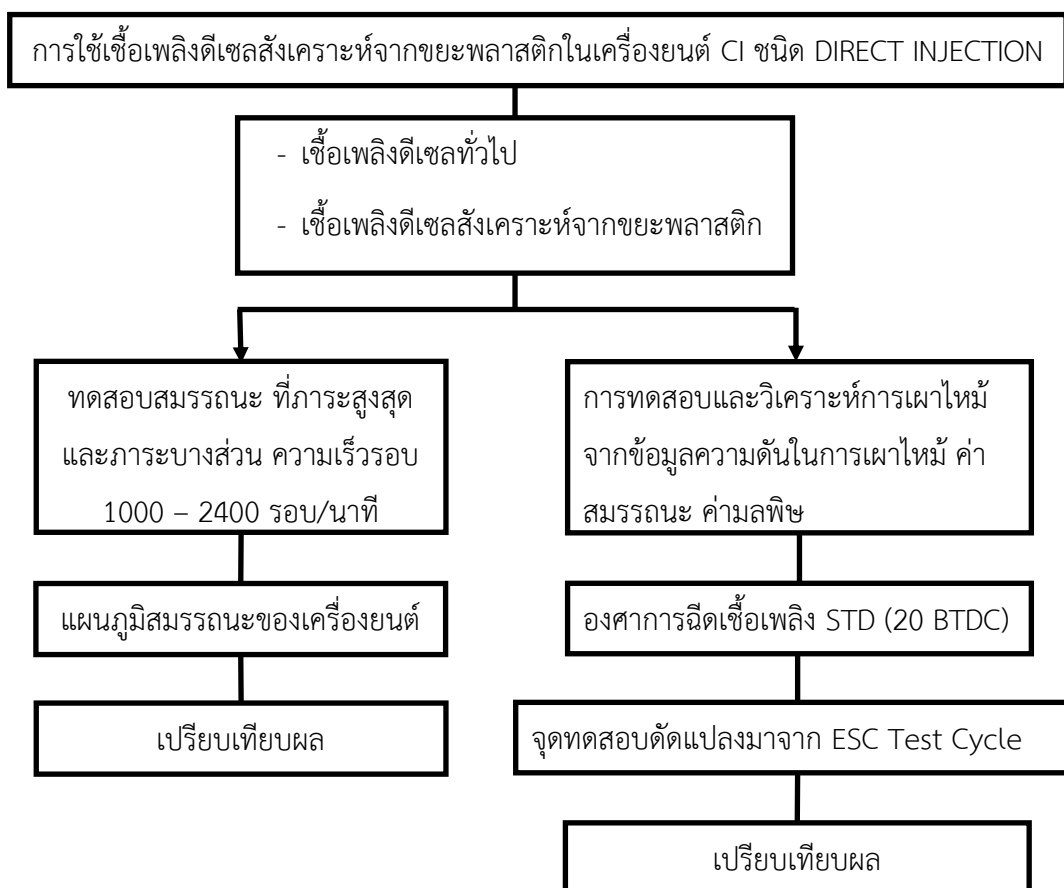 การใช้เชื้อเพลิงดีเซลสังเคราะห์จากขยะพลาสติกในเครื่องยนต์ CI ชนิด DIRECT INJECTION
- เชื้อเพลิงดีเซลทั่วไป
- เชื้อเพลิงดีเซลสังเคราะห์จากขยะพลาสติก
ทดสอบสมรรถนะ ที่ภาระสูงสุด
และภาระบางส่วน ความเร็วรอบ
1000 – 2400 รอบ/นาที
แผนภูมิสมรรถนะของเครื่องยนต์
เปรียบเทียบผล
การทดสอบและวิเคราะห์การเผาไหม้
จากข้อมูลความดันในการเผาไหม้ ค่า
สมรรถนะ ค่ามลพิษ
องศาการฉีดเชื้อเพลิง STD (20 BTDC)
จุดทดสอบดัดแปลงมาจาก ESC Test Cycle
เปรียบเทียบผล